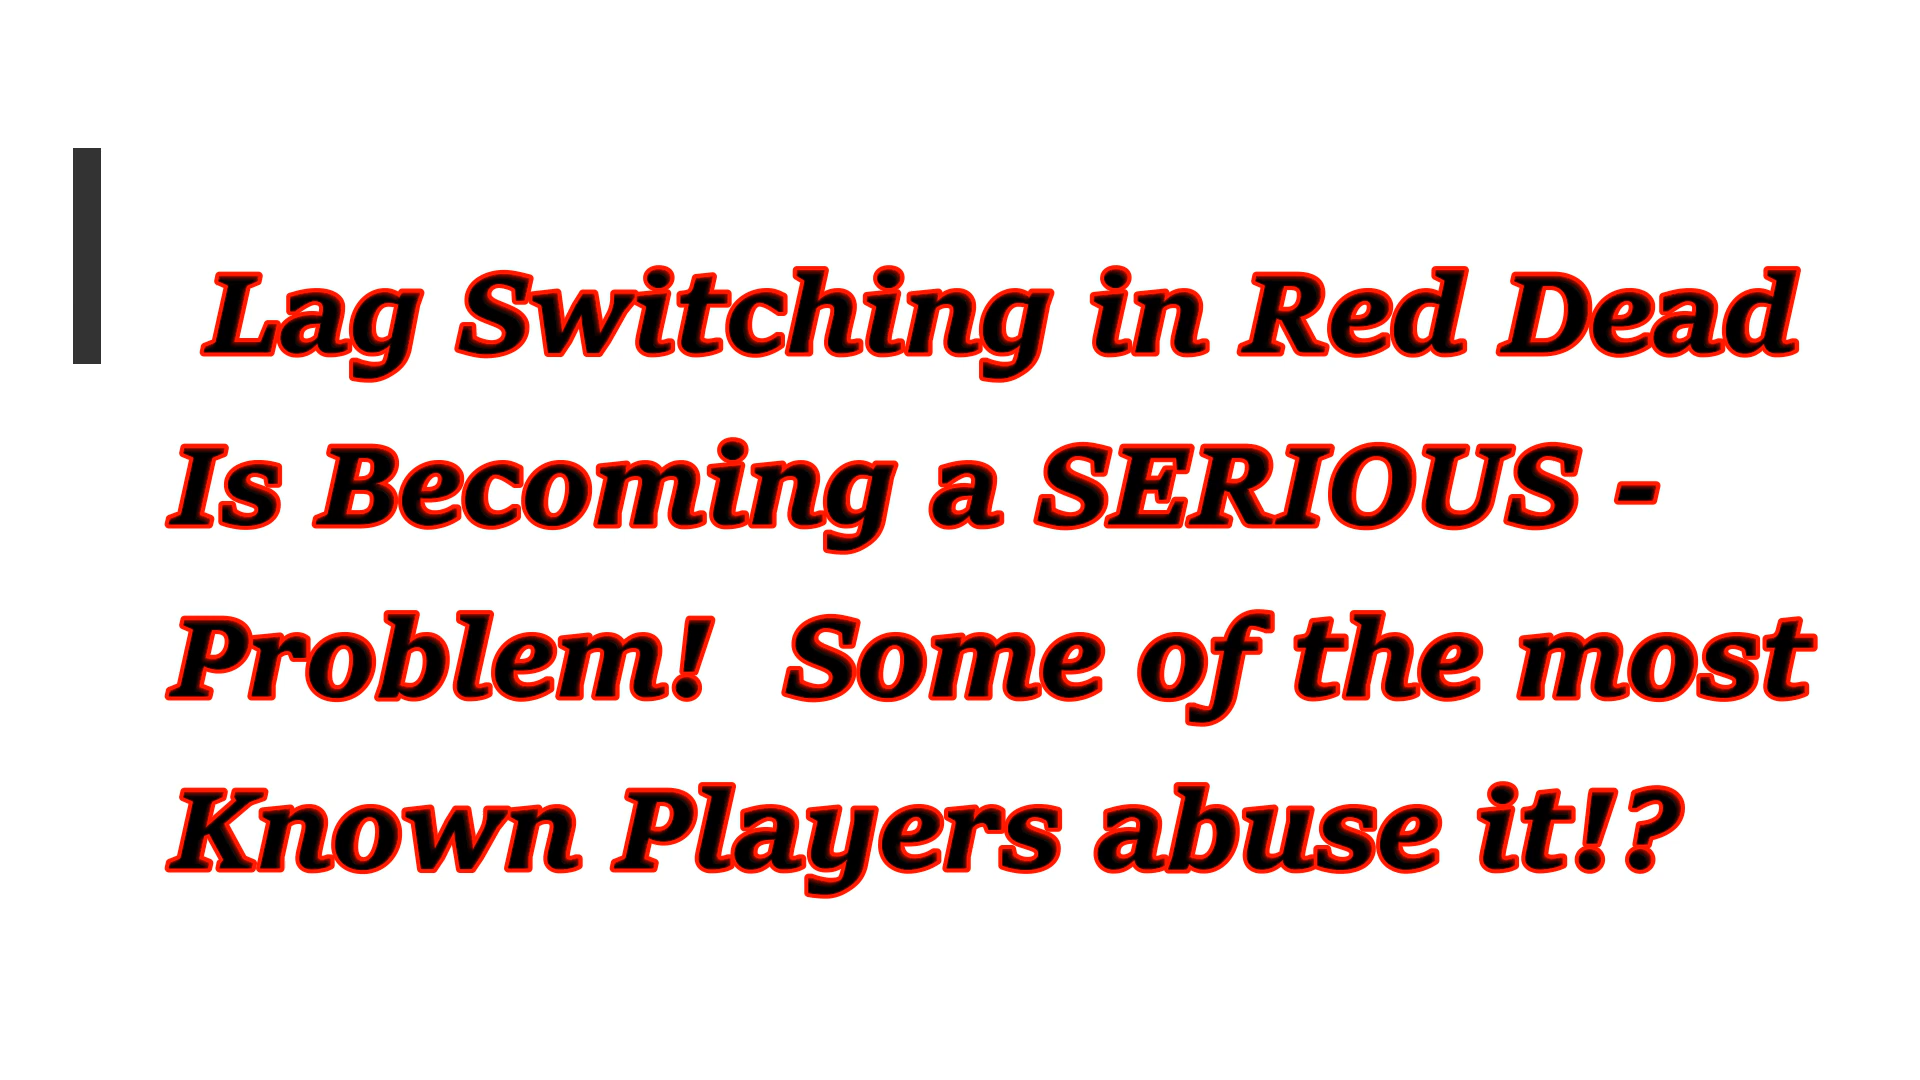 Lag Switching in Red Dead
Is Becoming a SERIOUS -
Problem!  Some of the most
Known Players abuse it!?